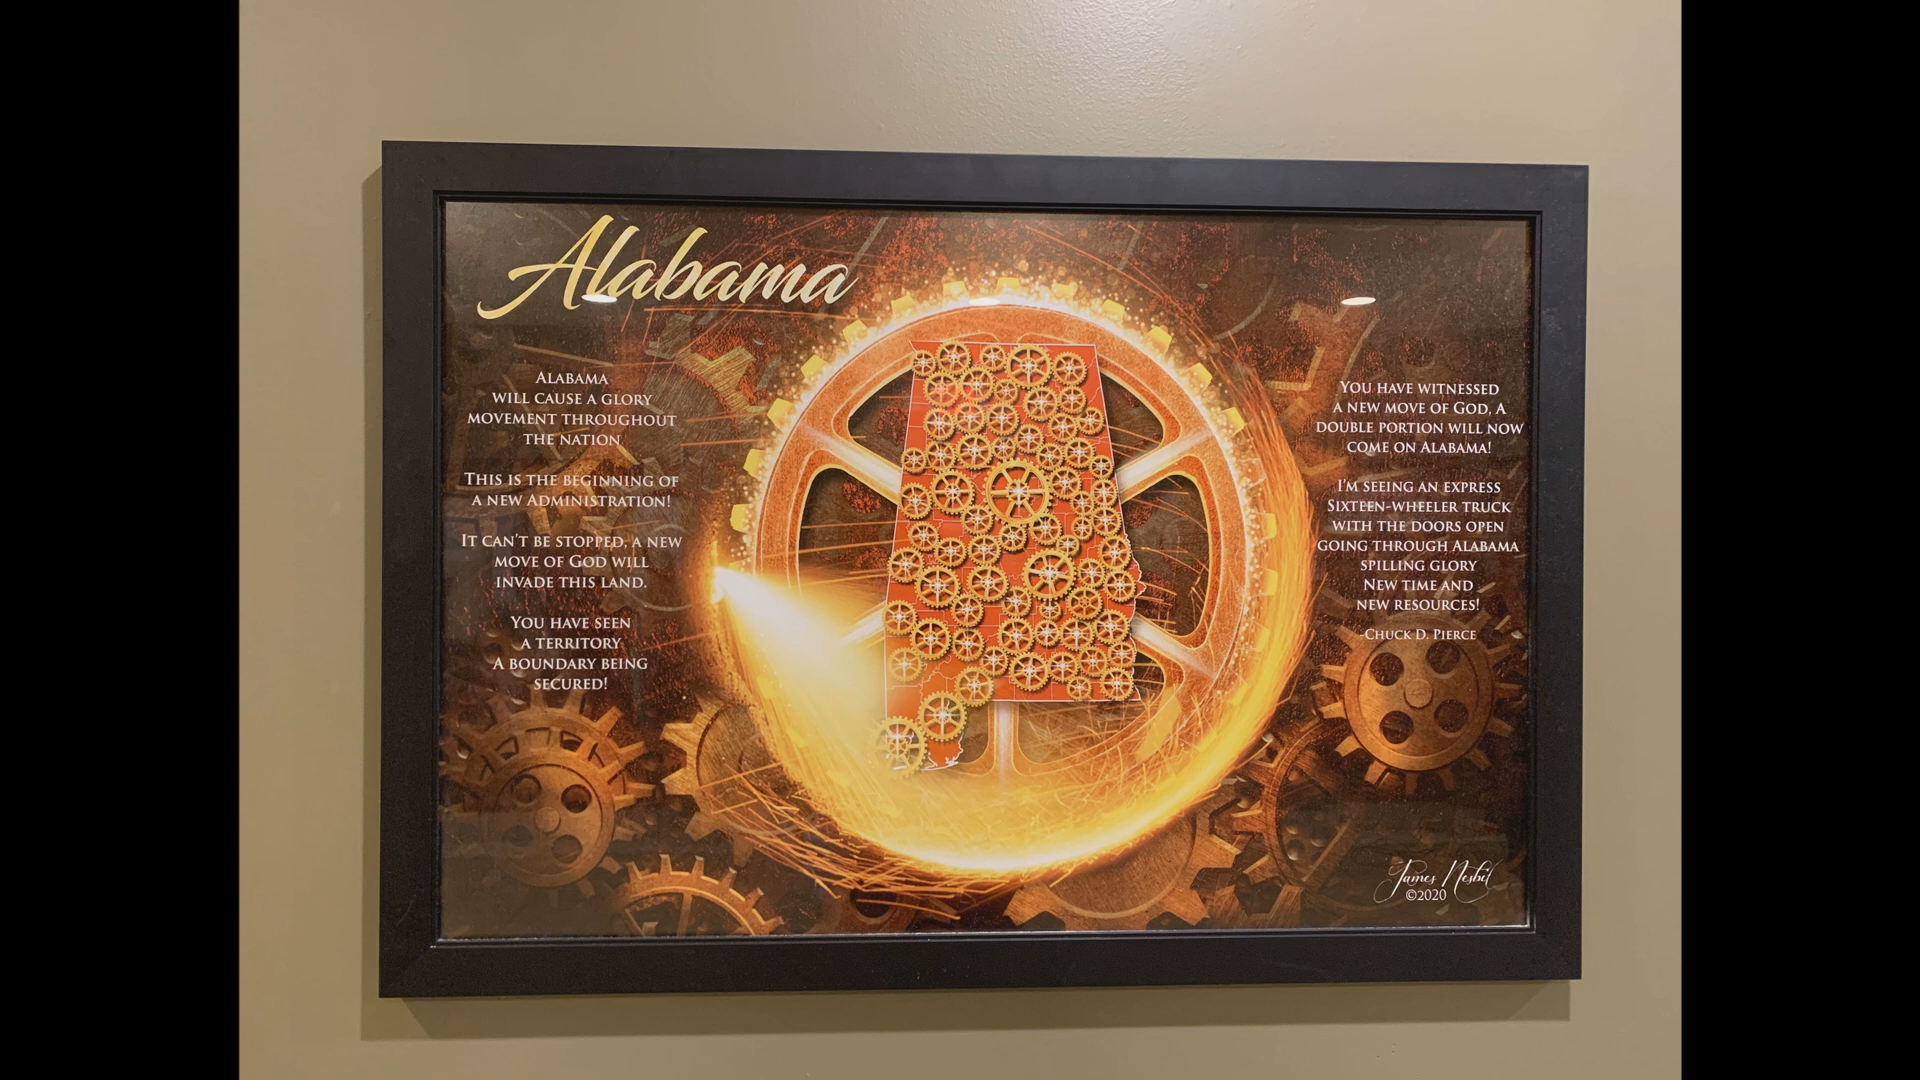 Alabama
Alabama
will cause a glory
movement throughout
the nation
This is the beginning of
a new Administration!
It can't be stopped, a new
move of God will
invade this land.
You have seen
a territory
a boundary being
secured!
You have witnessed
a new move of God, a
double portion will now
come on Alabama!
I'm seeing an express
Sixteen-wheeler truck
with the doors open
going through Alabama
spilling glory
New time and
new resources!
-Chuck D. Pierce
James Nesbit
©2020